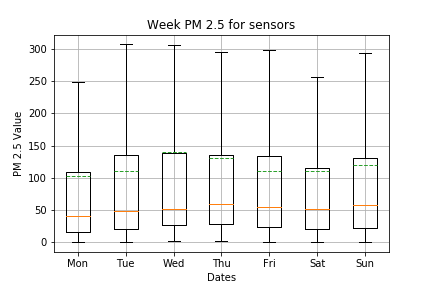 Week PM 2.5 for sensors
PM 2.5 Value
300
250
200
150
100
50
0
Mon Tue Wed Thu Fri Sat Sun
Dates